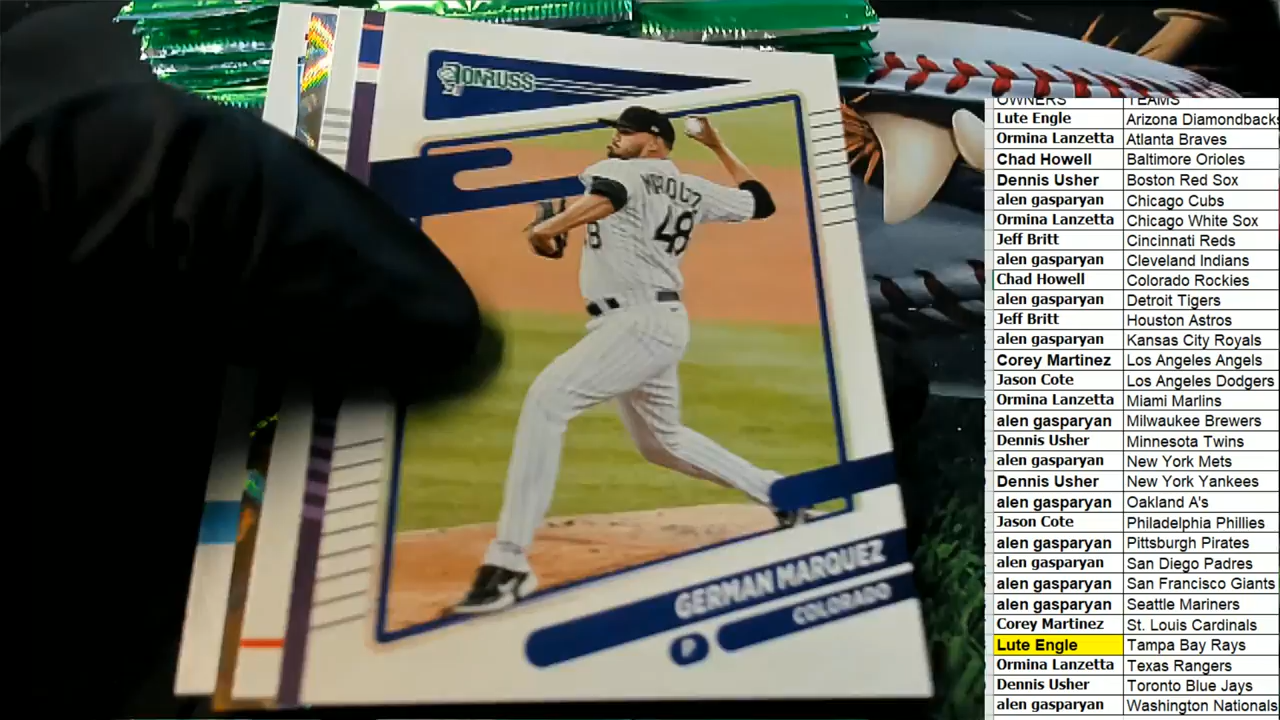 DONRUSS
21
MARQUEZ
48
GERMAN MARQUEZ
P COLORADO
OWNERS TEAMS
Lute Engle Arizona Diamondbacks
Ormina Lanzetta Atlanta Braves
Chad Howell Baltimore Orioles
Dennis Usher Boston Red Sox
alen gasparyan Chicago Cubs
Ormina Lanzetta Chicago White Sox
Jeff Britt Cincinnati Reds
alen gasparyan Cleveland Indians
Chad Howell Colorado Rockies
alen gasparyan Detroit Tigers
Jeff Britt Houston Astros
alen gasparyan Kansas City Royals
Corey Martinez Los Angeles Angels
Jason Cote Los Angeles Dodgers
Ormina Lanzetta Miami Marlins
alen gasparyan Milwaukee Brewers
Dennis Usher Minnesota Twins
alen gasparyan New York Mets
Dennis Usher New York Yankees
alen gasparyan Oakland A's
Jason Cote Philadelphia Phillies
alen gasparyan Pittsburgh Pirates
alen gasparyan San Diego Padres
alen gasparyan San Francisco Giants
alen gasparyan Seattle Mariners
Corey Martinez St. Louis Cardinals
Lute Engle Tampa Bay Rays
Ormina Lanzetta Texas Rangers
Dennis Usher Toronto Blue Jays
alen gasparyan Washington Nationals